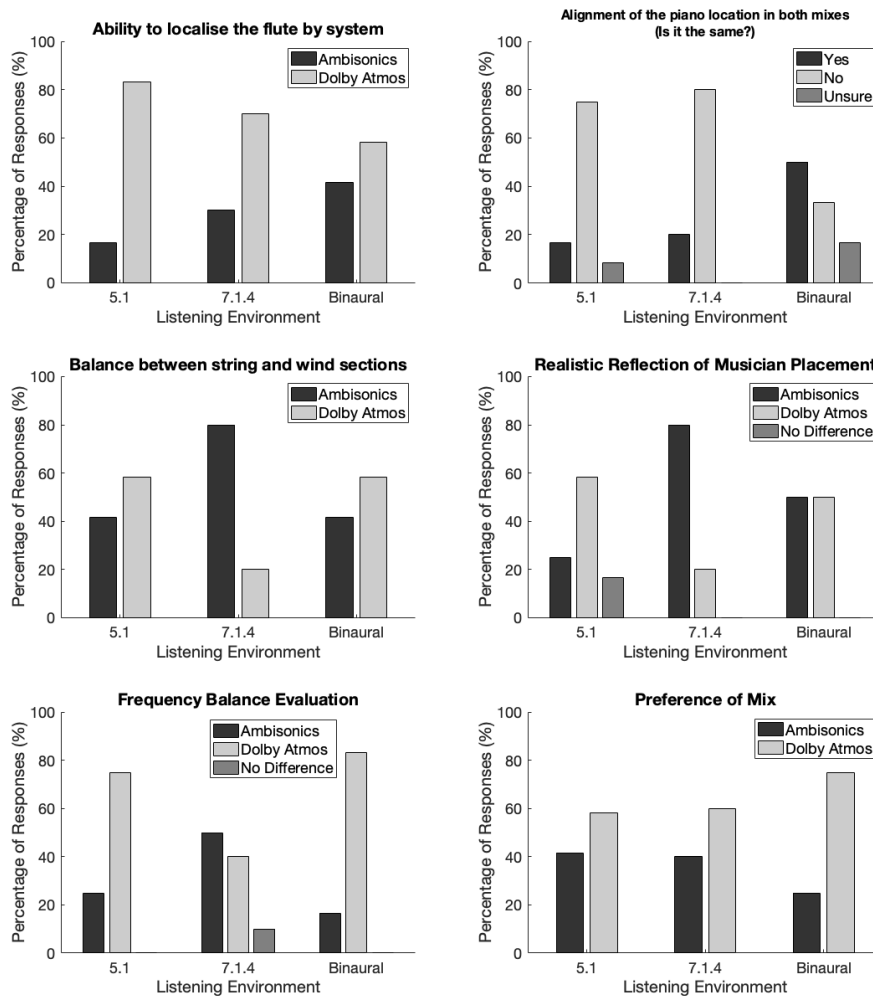 Ability to localise the flute by system
Percentage of Responses (%)
100
80
60
40
20
0
Ambisonics
Dolby Atmos
5.1
7.1.4
Binaural
Listening Environment
Alignment of the piano location in both mixes
(Is it the same?)
Percentage of Responses (%)
100
80
60
40
20
0
Yes
No
Unsure
5.1
7.1.4
Binaural
Listening Environment
Balance between string and wind sections
Percentage of Responses (%)
100
80
60
40
20
0
Ambisonics
Dolby Atmos
5.1
7.1.4
Binaural
Listening Environment
Realistic Reflection of Musician Placement
Percentage of Responses (%)
100
80
60
40
20
0
Ambisonics
Dolby Atmos
No Difference
5.1
7.1.4
Binaural
Listening Environment
Frequency Balance Evaluation
Percentage of Responses (%)
100
80
60
40
20
0
Ambisonics
Dolby Atmos
No Difference
5.1
7.1.4
Binaural
Listening Environment
Preference of Mix
Percentage of Responses (%)
100
80
60
40
20
0
Ambisonics
Dolby Atmos
5.1
7.1.4
Binaural
Listening Environment